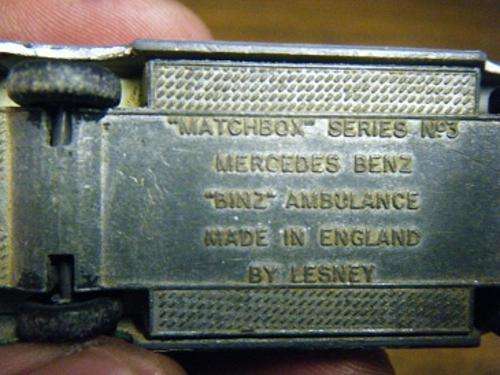 "MATCHBOX" SERIES Nº3
MERCEDES BENZ
"BINZ" AMBULANCE
MADE IN ENGLAND
BY LESNEY